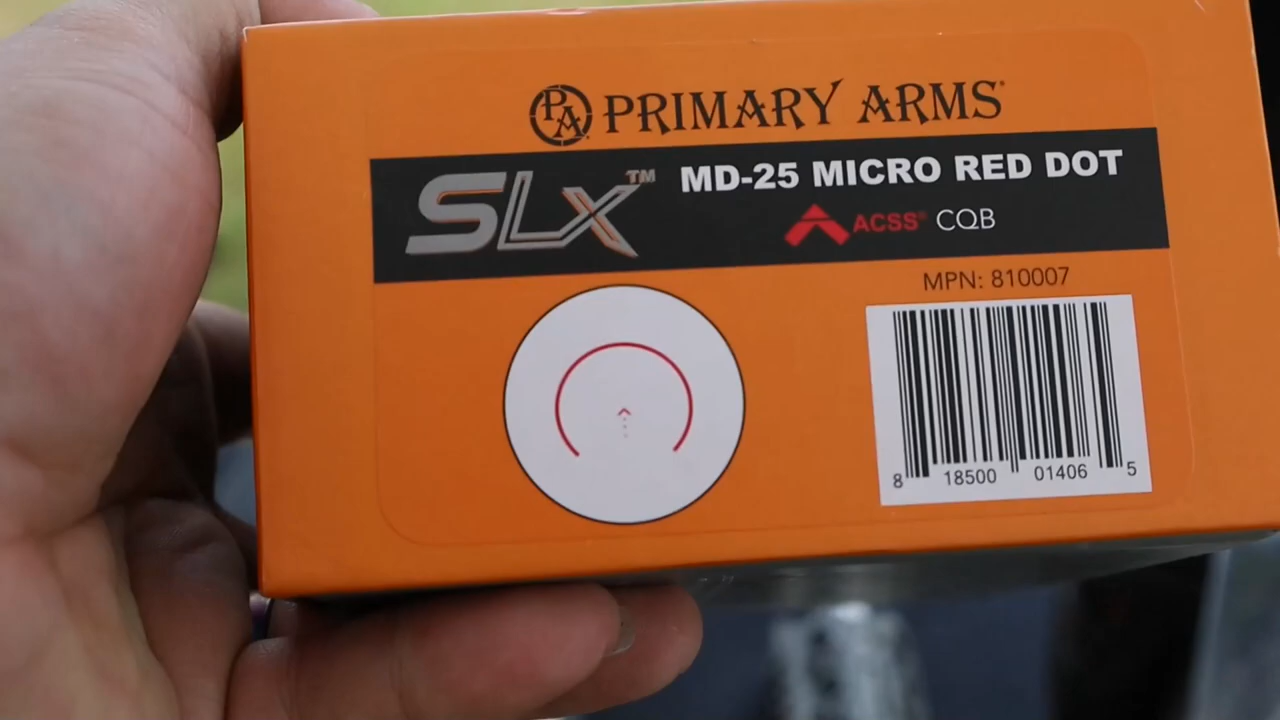 PA PRIMARY ARMS®
SLx™ MD-25 MICRO RED DOT
ACSS® CQB
MPN: 810007
8 18500 01406 5